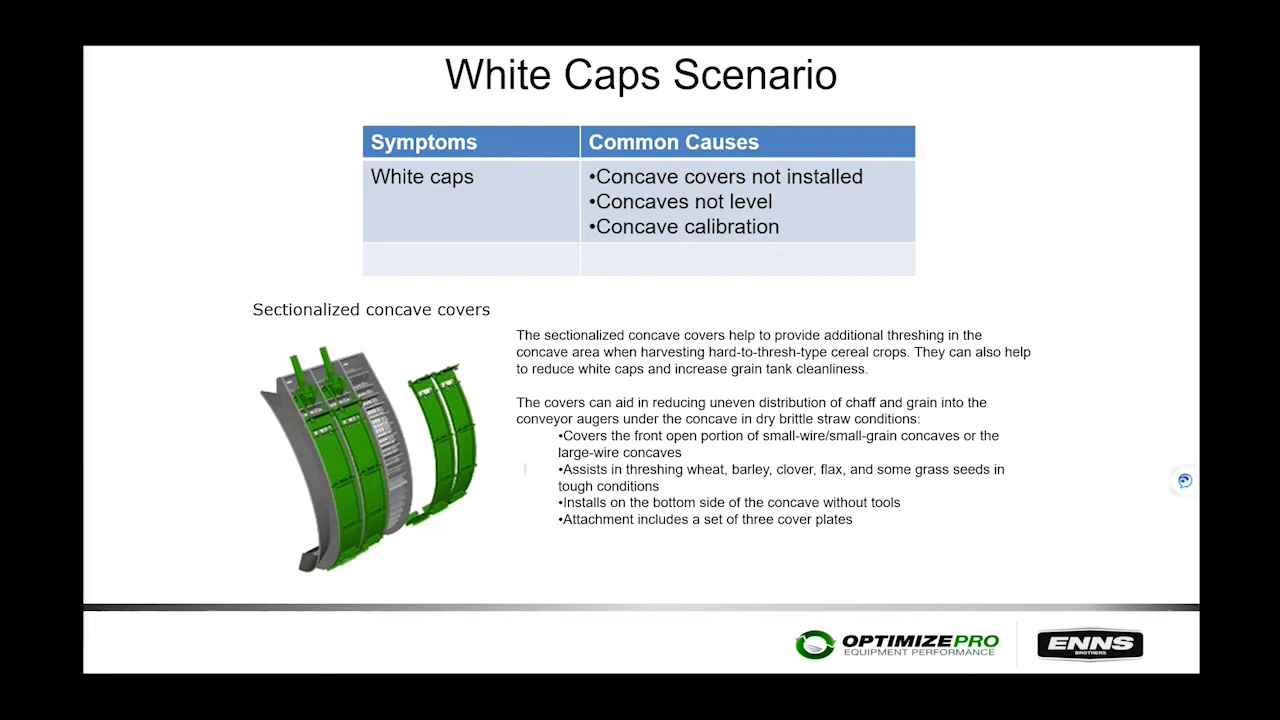 White Caps Scenario
Symptoms
Common Causes
White caps
•Concave covers not installed
•Concaves not level
•Concave calibration
Sectionalized concave covers
The sectionalized concave covers help to provide additional threshing in the
concave area when harvesting hard-to-thresh-type cereal crops. They can also help
to reduce white caps and increase grain tank cleanliness.
The covers can aid in reducing uneven distribution of chaff and grain into the
conveyor augers under the concave in dry brittle straw conditions:
•Covers the front open portion of small-wire/small-grain concaves or the
large-wire concaves
•Assists in threshing wheat, barley, clover, flax, and some grass seeds in
tough conditions
•Installs on the bottom side of the concave without tools
•Attachment includes a set of three cover plates
OPTIMIZEPRO
EQUIPMENT PERFORMANCE
ENNS
BROTHERS